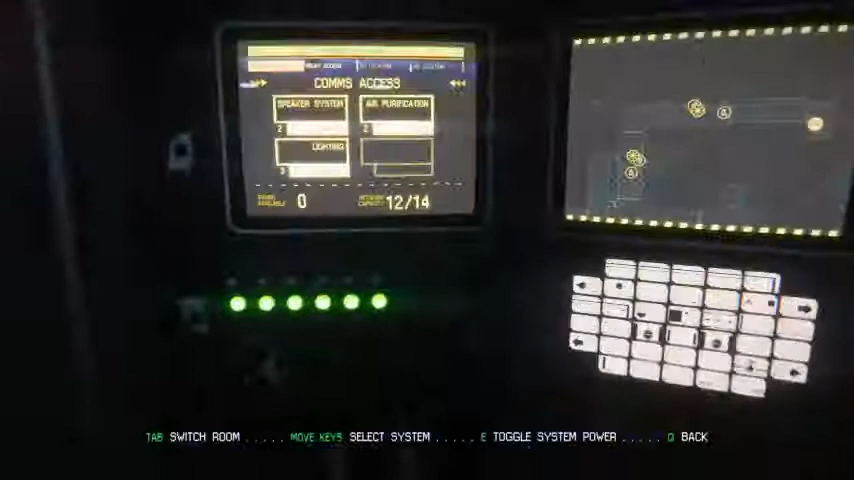 COMMS ACCESS
SPEAKER SYSTEM
AIR PURIFICATION
2
2
LIGHTING
3
0
12/14
TAB SWITCH ROOM ..... MOVE KEYS SELECT SYSTEM ..... E TOGGLE SYSTEM POWER ..... Q BACK